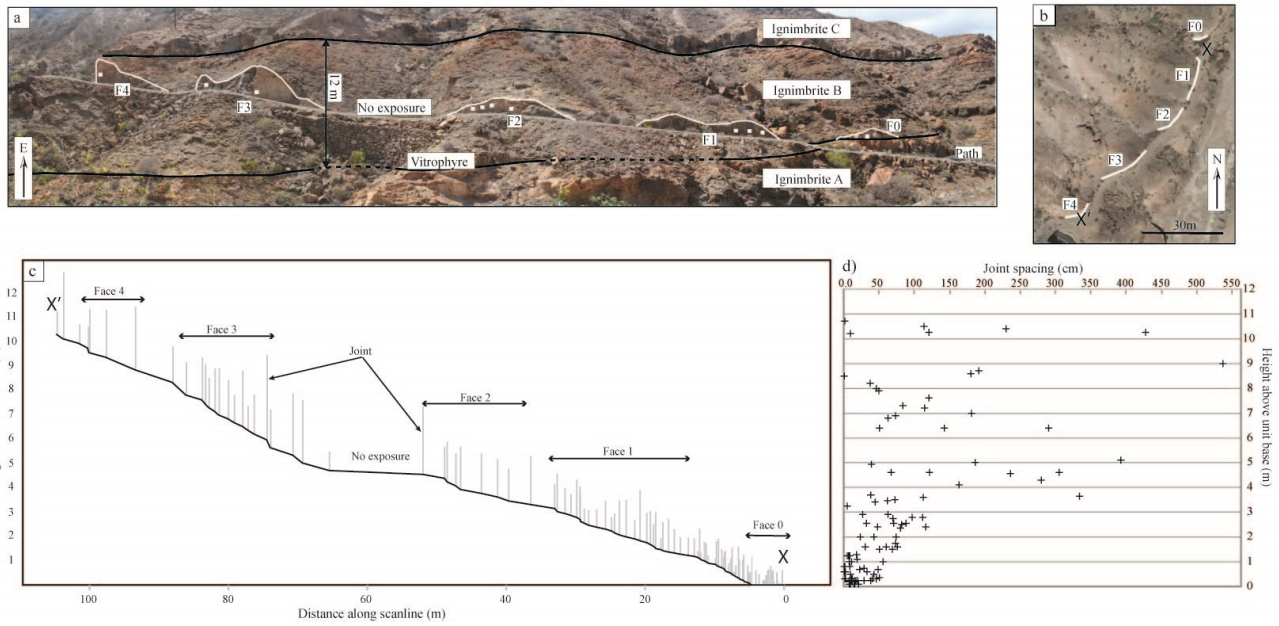 a
Ignimbrite C
F4
F3
12 m
No exposure
Ignimbrite B
F2
F1
F0
Path
Vitrophyre
Ignimbrite A
E
b
F0
X
F1
F2
F3
F4
X'
N
30m
c
X'
Face 4
Face 3
Joint
Face 2
No exposure
Face 1
Face 0
X
12
11
10
9
8
7
6
5
4
3
2
1
100 80 60 40 20 0
Distance along scanline (m)
d)
Joint spacing (cm)
0.0 50 100 150 200 250 300 350 400 450 500 550
12
11
10
9
8
7
6
5
4
3
2
1
0
Height above unit base (m)